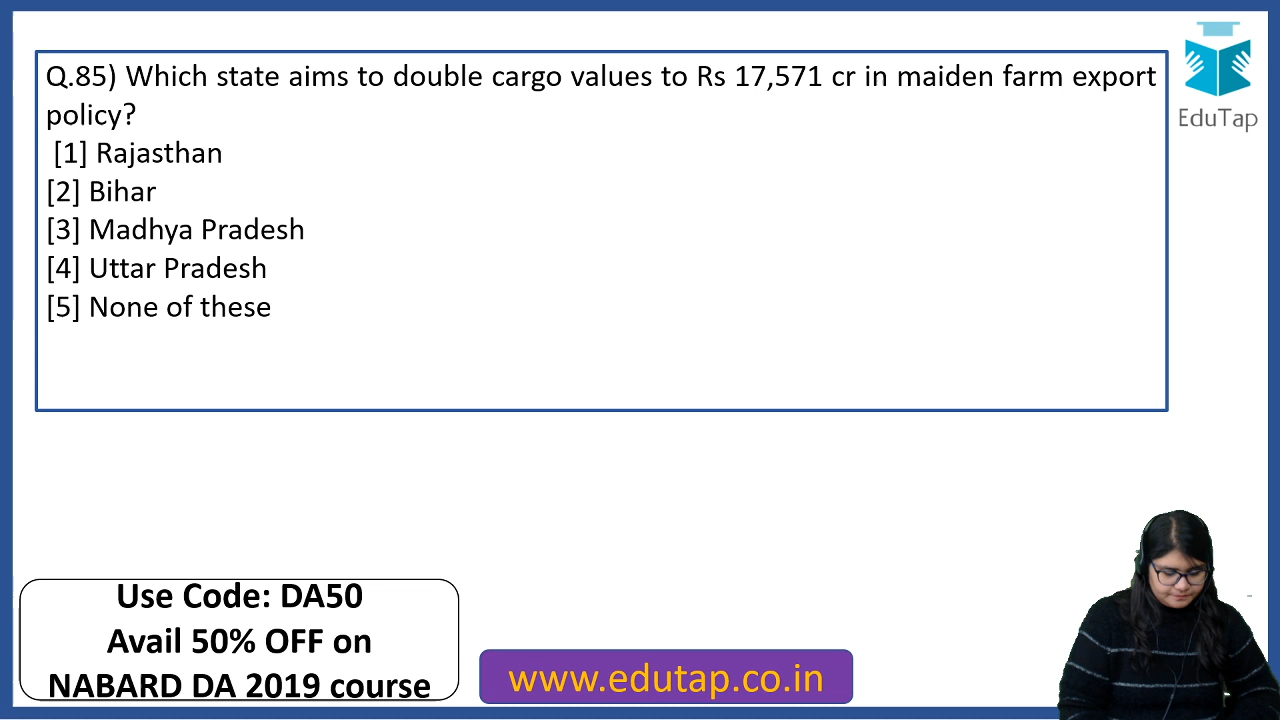 Q.85) Which state aims to double cargo values to Rs 17,571 cr in maiden farm export
policy?
[1] Rajasthan
[2] Bihar
[3] Madhya Pradesh
[4] Uttar Pradesh
[5] None of these
EduTap
Use Code: DA50
Avail 50% OFF on
NABARD DA 2019 course
www.edutap.co.in